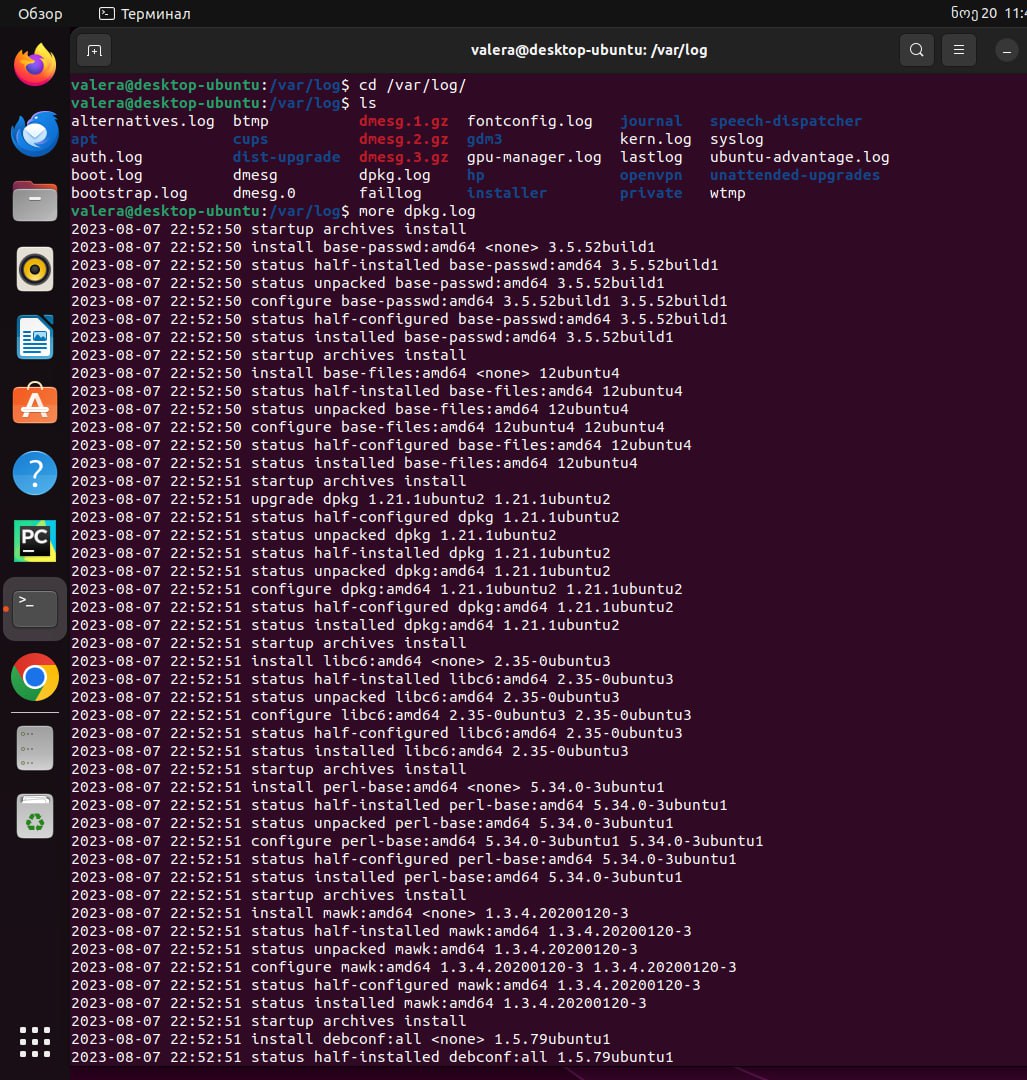 Обзор Терминал ნოე 20 11:4
valera@desktop-ubuntu: /var/log
valera@desktop-ubuntu:/var/log$ cd /var/log/
valera@desktop-ubuntu:/var/log$ ls
alternatives.log btmp dmesg.1.gz fontconfig.log journal speech-dispatcher
apt cups dmesg.2.gz gdm3 kern.log syslog
auth.log dist-upgrade dmesg.3.gz gpu-manager.log lastlog ubuntu-advantage.log
boot.log dmesg dpkg.log hp openvpn unattended-upgrades
bootstrap.log dmesg.0 faillog installer private wtmp
valera@desktop-ubuntu:/var/log$ more dpkg.log
2023-08-07 22:52:50 startup archives install
2023-08-07 22:52:50 install base-passwd:amd64 <none> 3.5.52build1
2023-08-07 22:52:50 status half-installed base-passwd:amd64 3.5.52build1
2023-08-07 22:52:50 status unpacked base-passwd:amd64 3.5.52build1
2023-08-07 22:52:50 configure base-passwd:amd64 3.5.52build1 3.5.52build1
2023-08-07 22:52:50 status half-configured base-passwd:amd64 3.5.52build1
2023-08-07 22:52:50 status installed base-passwd:amd64 3.5.52build1
2023-08-07 22:52:50 startup archives install
2023-08-07 22:52:50 install base-files:amd64 <none> 12ubuntu4
2023-08-07 22:52:50 status half-installed base-files:amd64 12ubuntu4
2023-08-07 22:52:50 status unpacked base-files:amd64 12ubuntu4
2023-08-07 22:52:50 configure base-files:amd64 12ubuntu4 12ubuntu4
2023-08-07 22:52:50 status half-configured base-files:amd64 12ubuntu4
2023-08-07 22:52:51 status installed base-files:amd64 12ubuntu4
2023-08-07 22:52:51 startup archives install
2023-08-07 22:52:51 upgrade dpkg 1.21.1ubuntu2 1.21.1ubuntu2
2023-08-07 22:52:51 status half-configured dpkg 1.21.1ubuntu2
2023-08-07 22:52:51 status unpacked dpkg 1.21.1ubuntu2
2023-08-07 22:52:51 status half-installed dpkg 1.21.1ubuntu2
2023-08-07 22:52:51 status unpacked dpkg:amd64 1.21.1ubuntu2
2023-08-07 22:52:51 configure dpkg:amd64 1.21.1ubuntu2 1.21.1ubuntu2
2023-08-07 22:52:51 status half-configured dpkg:amd64 1.21.1ubuntu2
2023-08-07 22:52:51 status installed dpkg:amd64 1.21.1ubuntu2
2023-08-07 22:52:51 startup archives install
2023-08-07 22:52:51 install libc6:amd64 <none> 2.35-0ubuntu3
2023-08-07 22:52:51 status half-installed libc6:amd64 2.35-0ubuntu3
2023-08-07 22:52:51 status unpacked libc6:amd64 2.35-0ubuntu3
2023-08-07 22:52:51 configure libc6:amd64 2.35-0ubuntu3 2.35-0ubuntu3
2023-08-07 22:52:51 status half-configured libc6:amd64 2.35-0ubuntu3
2023-08-07 22:52:51 status installed libc6:amd64 2.35-0ubuntu3
2023-08-07 22:52:51 startup archives install
2023-08-07 22:52:51 install perl-base:amd64 <none> 5.34.0-3ubuntu1
2023-08-07 22:52:51 status half-installed perl-base:amd64 5.34.0-3ubuntu1
2023-08-07 22:52:51 status unpacked perl-base:amd64 5.34.0-3ubuntu1
2023-08-07 22:52:51 configure perl-base:amd64 5.34.0-3ubuntu1 5.34.0-3ubuntu1
2023-08-07 22:52:51 status half-configured perl-base:amd64 5.34.0-3ubuntu1
2023-08-07 22:52:51 status installed perl-base:amd64 5.34.0-3ubuntu1
2023-08-07 22:52:51 startup archives install
2023-08-07 22:52:51 install mawk:amd64 <none> 1.3.4.20200120-3
2023-08-07 22:52:51 status half-installed mawk:amd64 1.3.4.20200120-3
2023-08-07 22:52:51 status unpacked mawk:amd64 1.3.4.20200120-3
2023-08-07 22:52:51 configure mawk:amd64 1.3.4.20200120-3 1.3.4.20200120-3
2023-08-07 22:52:51 status half-configured mawk:amd64 1.3.4.20200120-3
2023-08-07 22:52:51 status installed mawk:amd64 1.3.4.20200120-3
2023-08-07 22:52:51 startup archives install
2023-08-07 22:52:51 install debconf:all <none> 1.5.79ubuntu1
2023-08-07 22:52:51 status half-installed debconf:all 1.5.79ubuntu1
PC